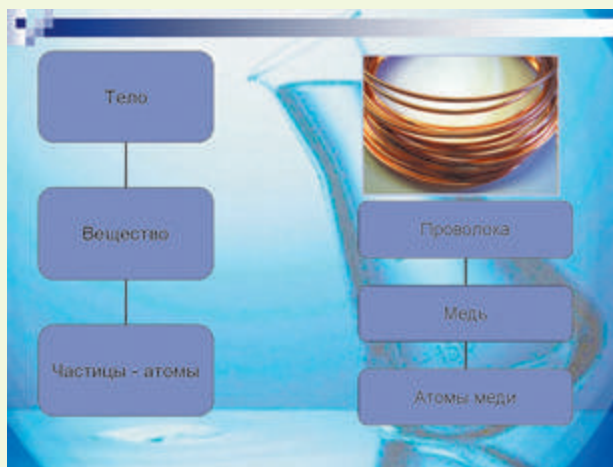 Тело
Вещество
Частицы - атомы
Проволока
Медь
Атомы меди